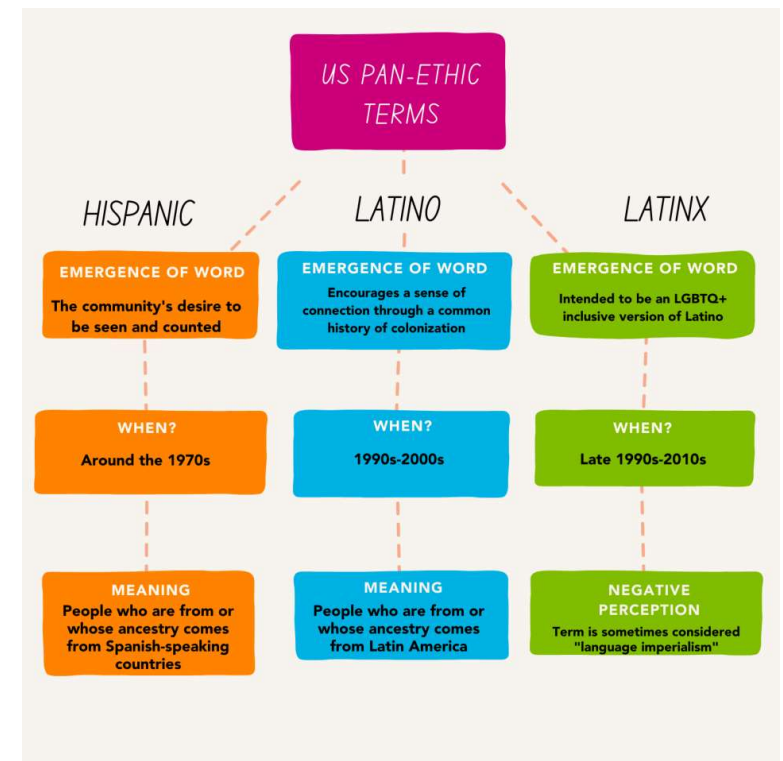 US PAN-ETHIC
TERMS
HISPANIC
LATINO
LATINX
EMERGENCE OF WORD
The community's desire to
be seen and counted
EMERGENCE OF WORD
Encourages a sense of
connection through a common
history of colonization
EMERGENCE OF WORD
Intended to be an LGBTQ+
inclusive version of Latino
WHEN?
Around the 1970s
WHEN?
1990s-2000s
WHEN?
Late 1990s-2010s
MEANING
People who are from or
whose ancestry comes
from Spanish-speaking
countries
MEANING
People who are from or
whose ancestry comes
from Latin America
NEGATIVE
PERCEPTION
Term is sometimes considered
"language imperialism"